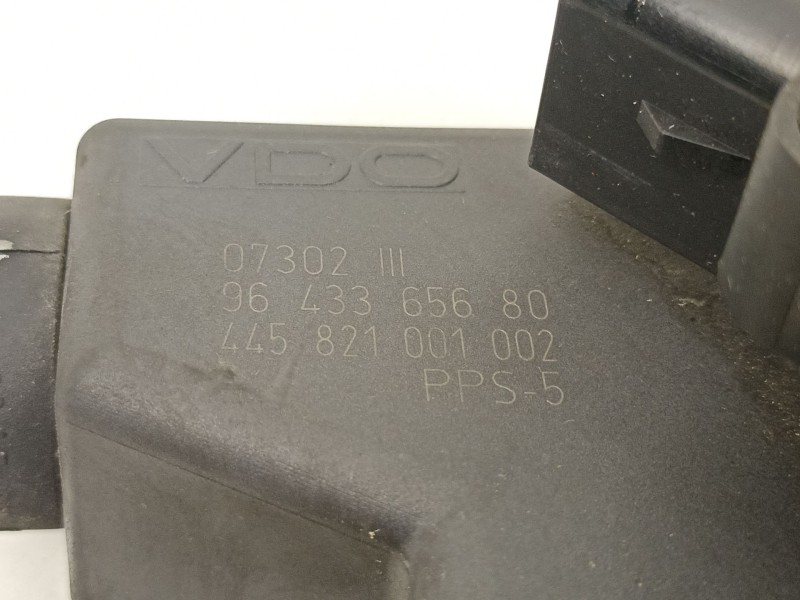 VDO
07302 III
96 433 656 80
445 821 001 002
PPS-5